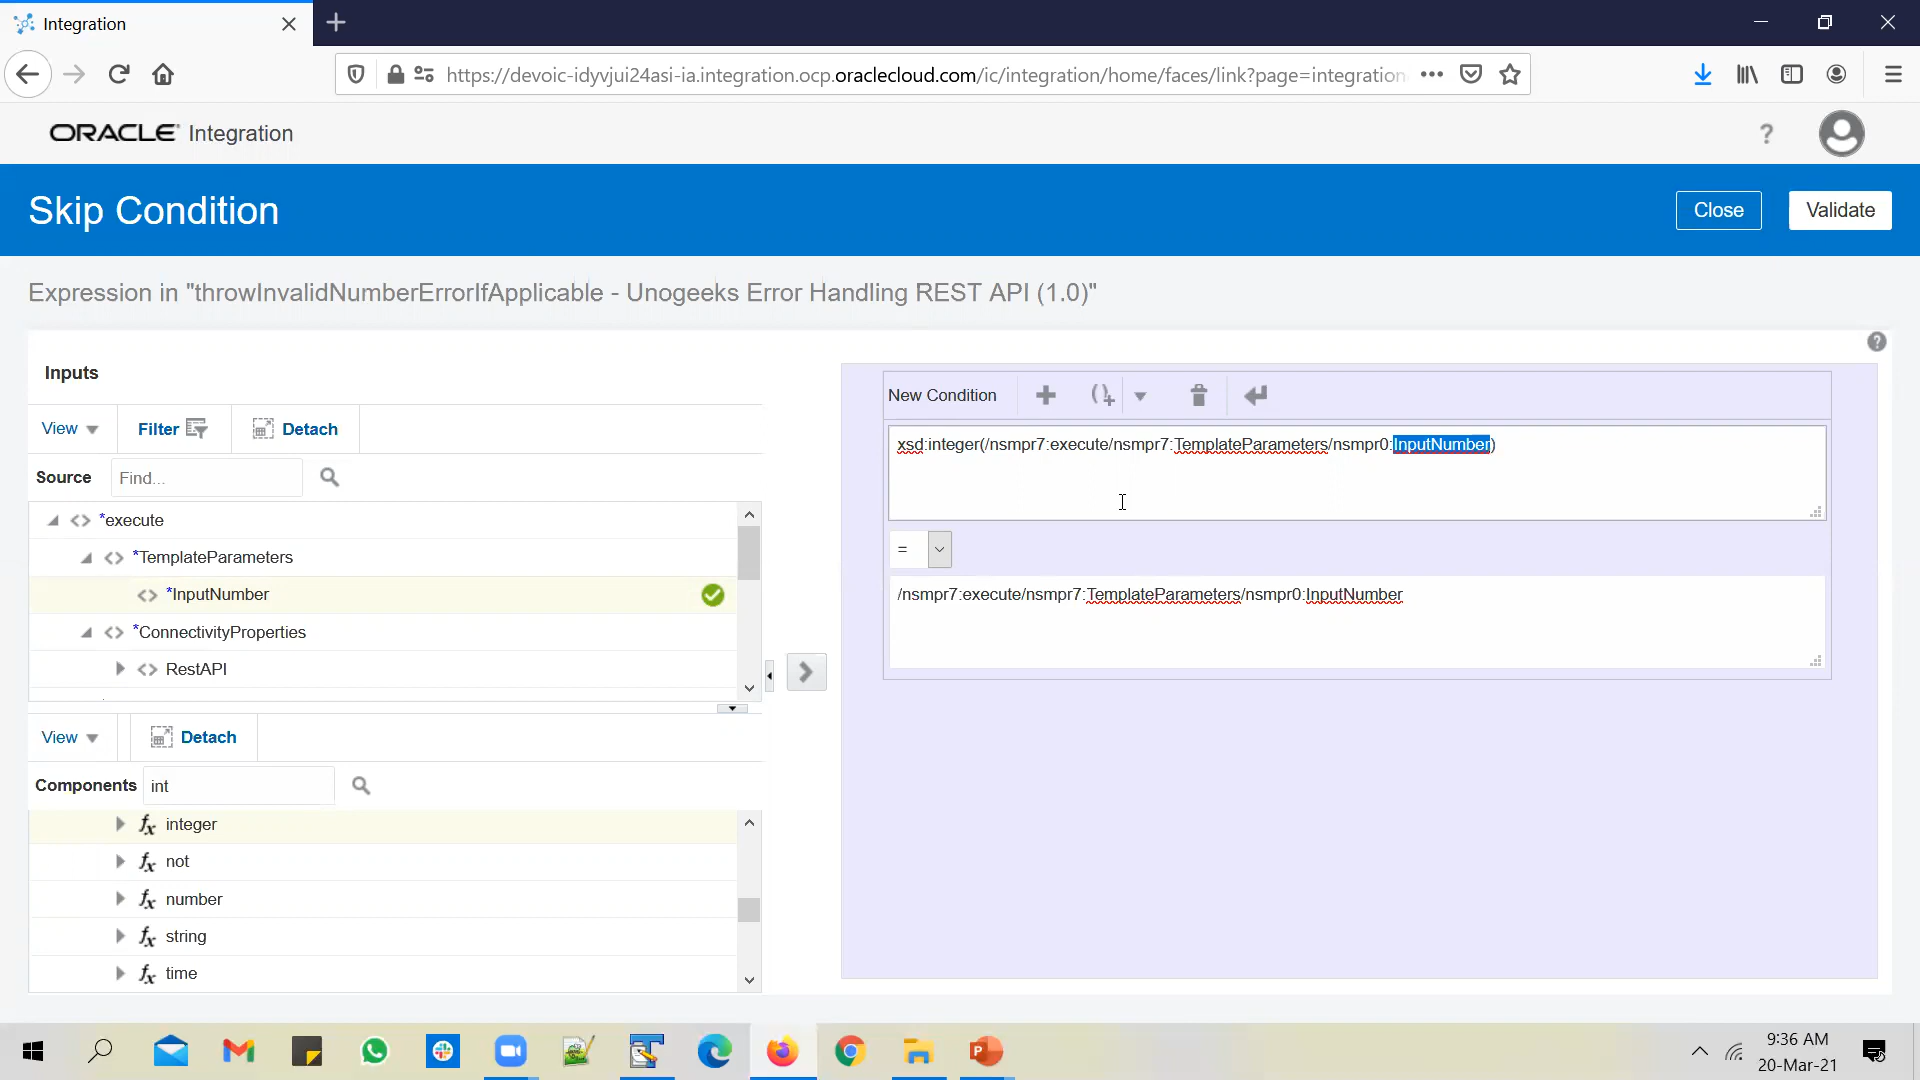 Integration
https://devoic-idyvjui24asi-ia.integration.ocp.oraclecloud.com/ic/integration/home/faces/link?page=integration
ORACLE Integration
Skip Condition
Close
Validate
Expression in "throwInvalidNumberErrorIfApplicable - Unogeeks Error Handling REST API (1.0)"
Inputs
View
Filter
Detach
Source
Find...
*execute
*TemplateParameters
*InputNumber
*ConnectivityProperties
RestAPI
View
Detach
Components
int
integer
not
number
string
time
New Condition
xsd:integer(/nsmpr7:execute/nsmpr7:TemplateParameters/nsmpr0:InputNumber)
=
/nsmpr7:execute/nsmpr7:TemplateParameters/nsmpr0:InputNumber
9:36 AM
20-Mar-21